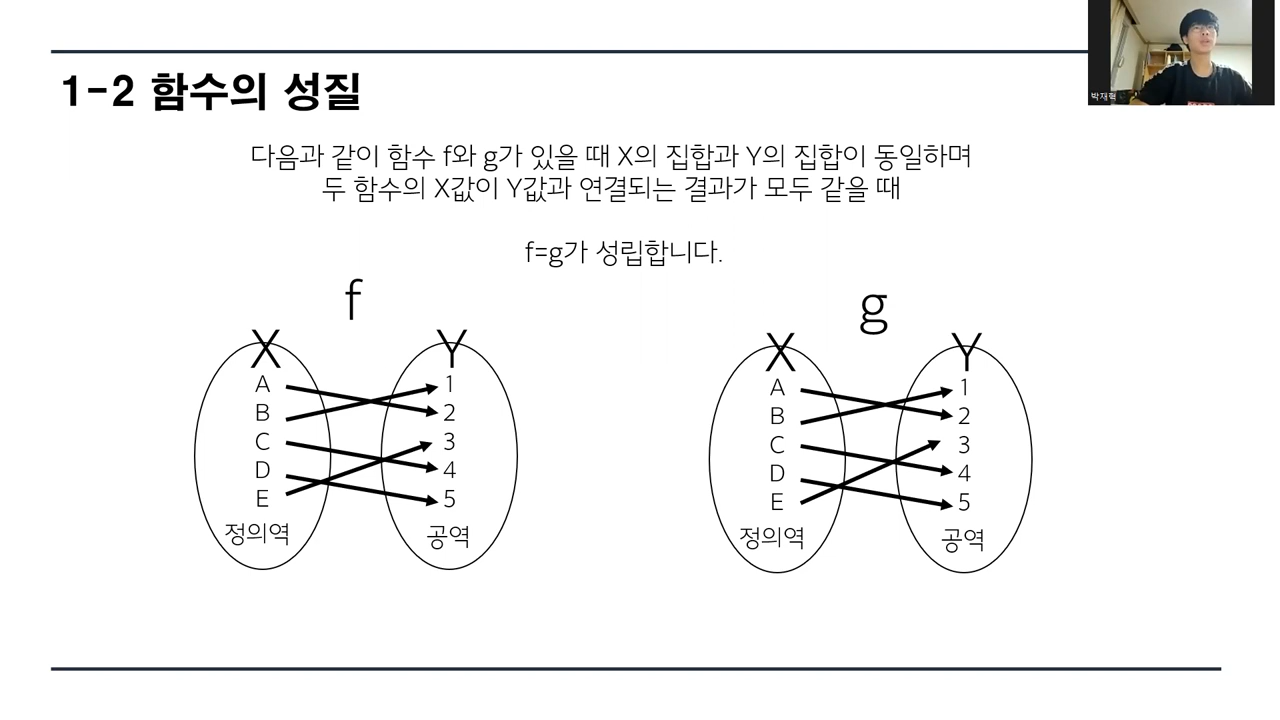 1-2 함수의 성질
박재혁
다음과 같이 함수 f와 g가 있을 때 X의 집합과 Y의 집합이 동일하며
두 함수의 X값이 Y값과 연결되는 결과가 모두 같을 때
f=g가 성립합니다.
f
X
A
B
C
D
E
정의역
Y
1
2
3
4
5
공역
g
X
A
B
C
D
E
정의역
Y
1
2
3
4
5
공역